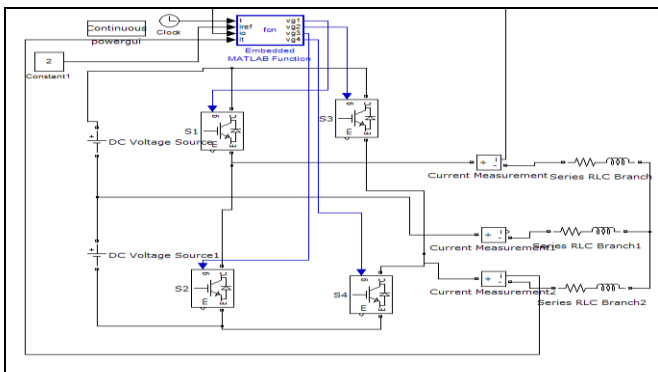 Continuous
powergui
Clock
t
iref
io
it
fcn
vg1
vg2
vg3
vg4
Embedded
MATLAB Function
2
Constant1
S1
g
C
m
E
S3
g
C
m
E
DC Voltage Source
+
i
-
Current Measurement
Series RLC Branch
+
i
-
Current Measurement1
Series RLC Branch1
DC Voltage Source1
S2
g
C
m
E
S4
g
C
m
E
+
i
-
Current Measurement2
Series RLC Branch2